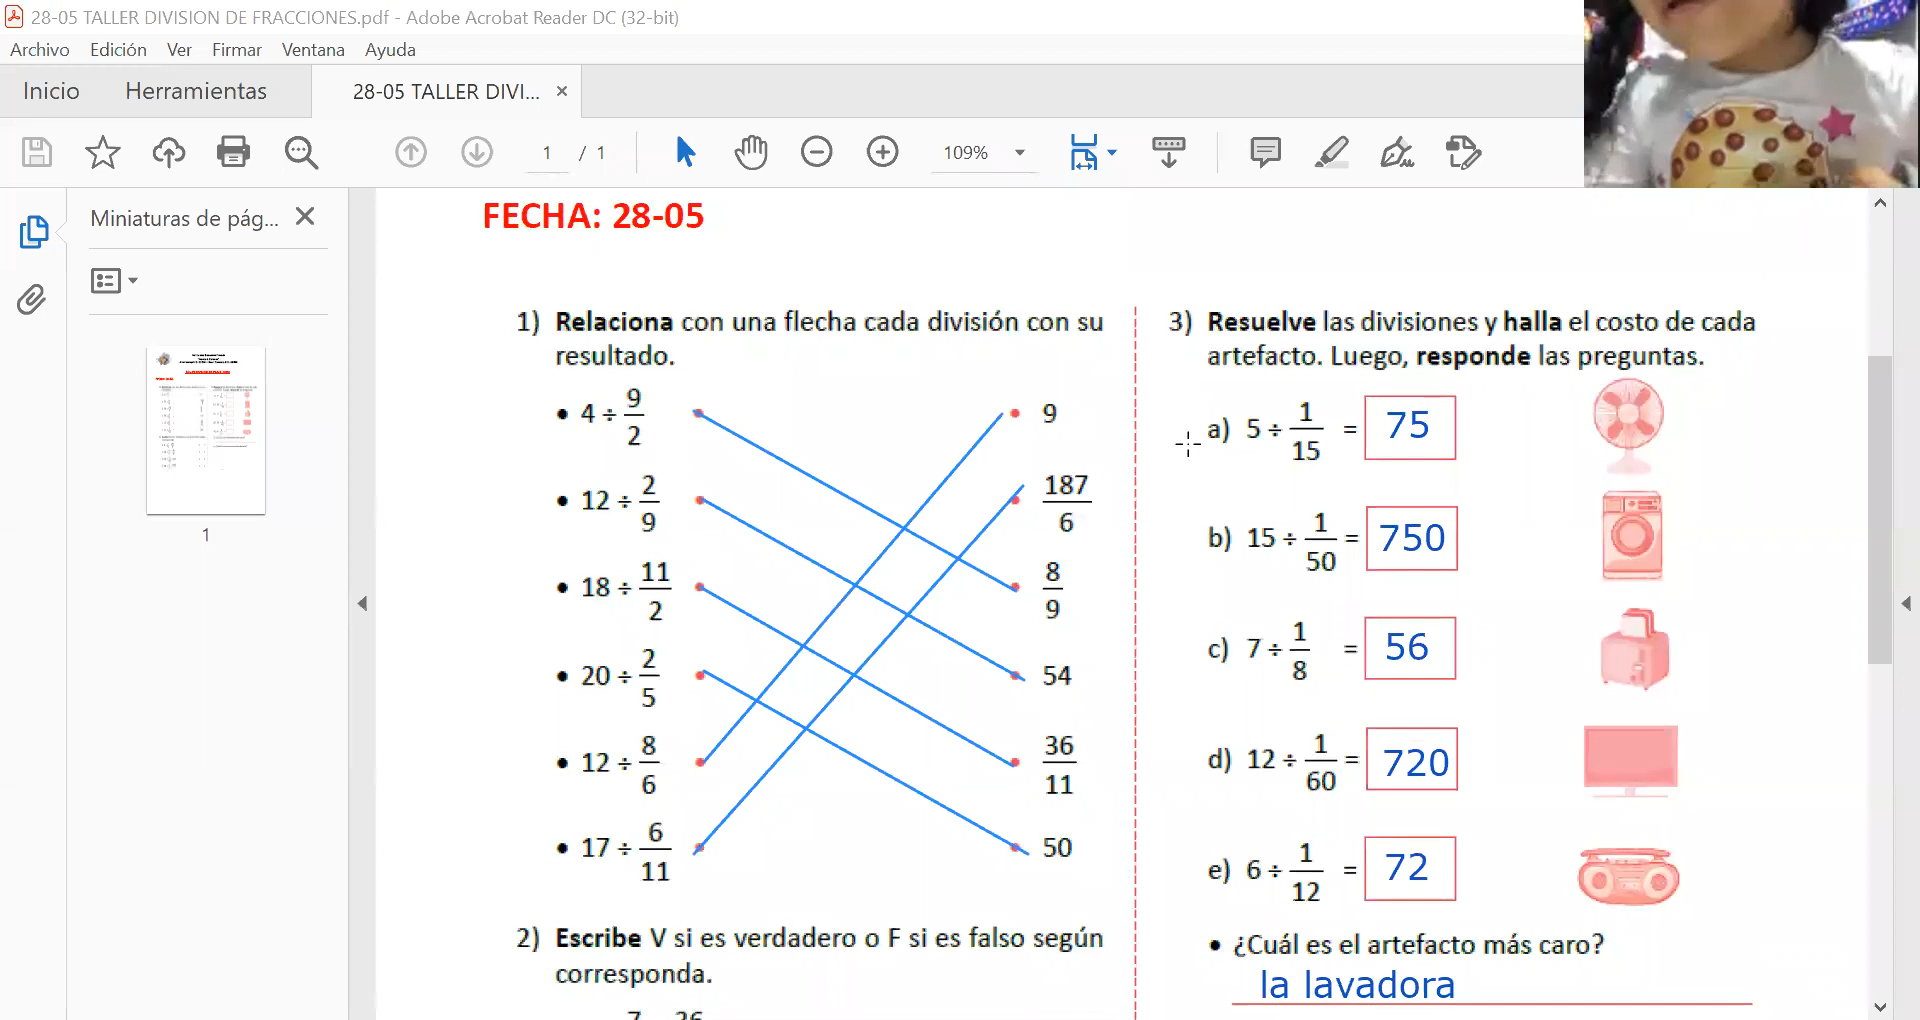 28-05 TALLER DIVISION DE FRACCIONES.pdf - Adobe Acrobat Reader DC (32-bit)
Archivo Edición Ver Firmar Ventana Ayuda
Inicio Herramientas 28-05 TALLER DIVI... ×
1 / 1 109%
Miniaturas de pág...
1
FECHA: 28-05
1) Relaciona con una flecha cada división con su
resultado.
• 4 ÷ 9/2
• 12 ÷ 2/9
• 18 ÷ 11/2
• 20 ÷ 2/5
• 12 ÷ 8/6
• 17 ÷ 6/11
9
187/6
8/9
54
36/11
50
2) Escribe V si es verdadero o F si es falso según
corresponda.
3) Resuelve las divisiones y halla el costo de cada
artefacto. Luego, responde las preguntas.
a) 5 ÷ 1/15 = 75
b) 15 ÷ 1/50 = 750
c) 7 ÷ 1/8 = 56
d) 12 ÷ 1/60 = 720
e) 6 ÷ 1/12 = 72
• ¿Cuál es el artefacto más caro?
la lavadora